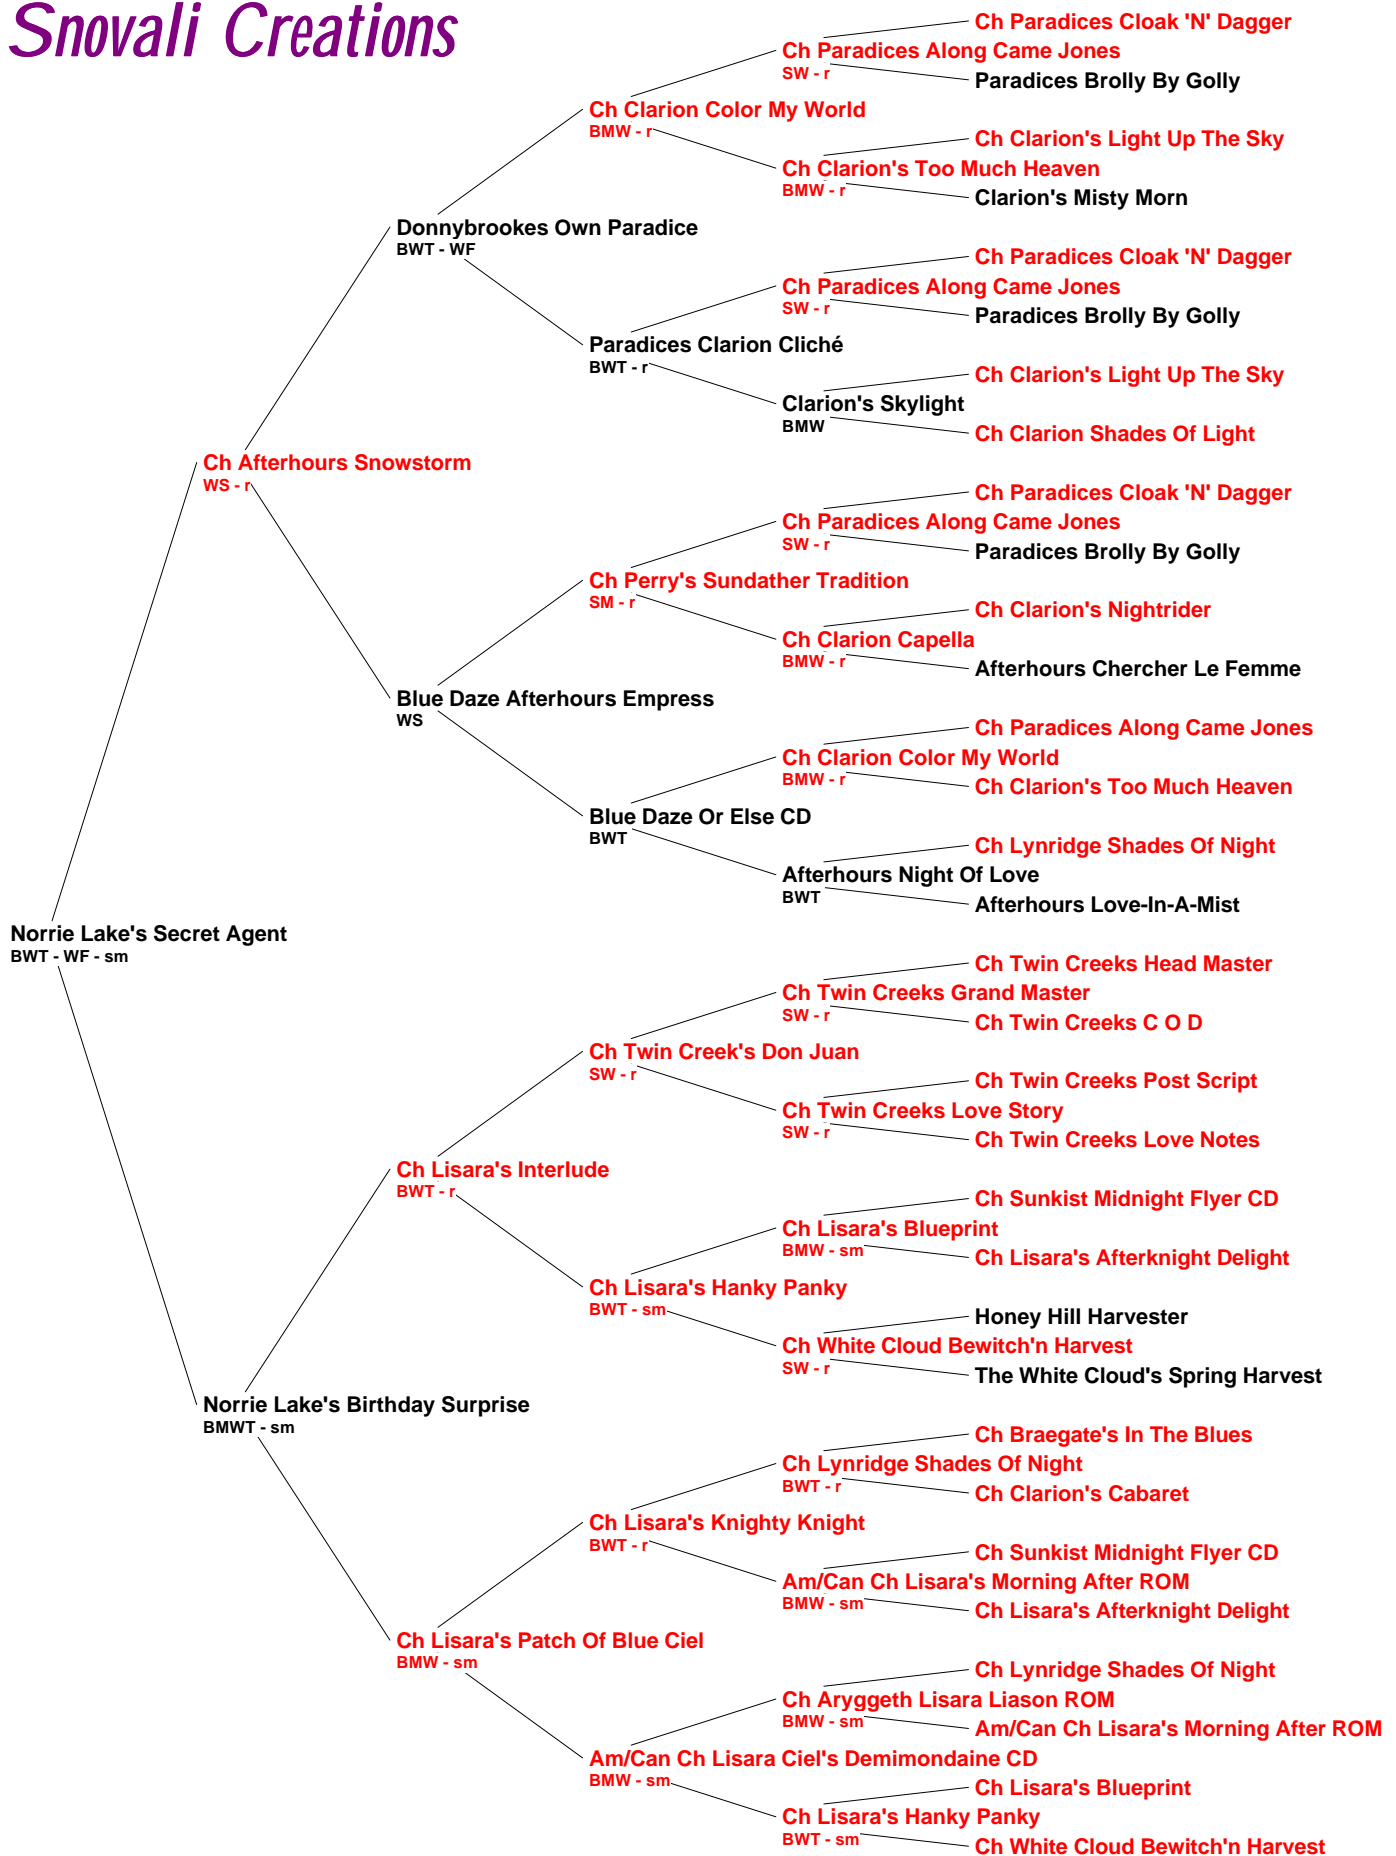 Snovali Creations
Ch Paradices Cloak 'N' Dagger
Ch Paradices Along Came Jones
SW - r
Paradices Brolly By Golly
Ch Clarion Color My World
BMW - r
Ch Clarion's Light Up The Sky
Ch Clarion's Too Much Heaven
BMW - r
Clarion's Misty Morn
Donnybrookes Own Paradice
BWT - WF
Ch Paradices Cloak 'N' Dagger
Ch Paradices Along Came Jones
SW - r
Paradices Brolly By Golly
Paradices Clarion Cliché
BWT - r
Ch Clarion's Light Up The Sky
Clarion's Skylight
BMW
Ch Clarion Shades Of Light
Ch Afterhours Snowstorm
WS - r
Ch Paradices Cloak 'N' Dagger
Ch Paradices Along Came Jones
SW - r
Paradices Brolly By Golly
Ch Perry's Sundather Tradition
SM - r
Ch Clarion's Nightrider
Ch Clarion Capella
BMW - r
Afterhours Chercher Le Femme
Blue Daze Afterhours Empress
WS
Ch Paradices Along Came Jones
Ch Clarion Color My World
BMW - r
Ch Clarion's Too Much Heaven
Blue Daze Or Else CD
BWT
Ch Lynridge Shades Of Night
Afterhours Night Of Love
BWT
Afterhours Love-In-A-Mist
Norrie Lake's Secret Agent
BWT - WF - sm
Ch Twin Creeks Head Master
Ch Twin Creeks Grand Master
SW - r
Ch Twin Creeks C O D
Ch Twin Creek's Don Juan
SW - r
Ch Twin Creeks Post Script
Ch Twin Creeks Love Story
SW - r
Ch Twin Creeks Love Notes
Ch Lisara's Interlude
BWT - r
Ch Sunkist Midnight Flyer CD
Ch Lisara's Blueprint
BMW - sm
Ch Lisara's Afterknight Delight
Ch Lisara's Hanky Panky
BWT - sm
Honey Hill Harvester
Ch White Cloud Bewitch'n Harvest
SW - r
The White Cloud's Spring Harvest
Norrie Lake's Birthday Surprise
BMWT - sm
Ch Braegate's In The Blues
Ch Lynridge Shades Of Night
BWT - r
Ch Clarion's Cabaret
Ch Lisara's Knighty Knight
BWT - r
Ch Sunkist Midnight Flyer CD
Am/Can Ch Lisara's Morning After ROM
BMW - sm
Ch Lisara's Afterknight Delight
Ch Lisara's Patch Of Blue Ciel
BMW - sm
Ch Lynridge Shades Of Night
Ch Aryggeth Lisara Liason ROM
BMW - sm
Am/Can Ch Lisara's Morning After ROM
Am/Can Ch Lisara Ciel's Demimondaine CD
BMW - sm
Ch Lisara's Blueprint
Ch Lisara's Hanky Panky
BWT - sm
Ch White Cloud Bewitch'n Harvest